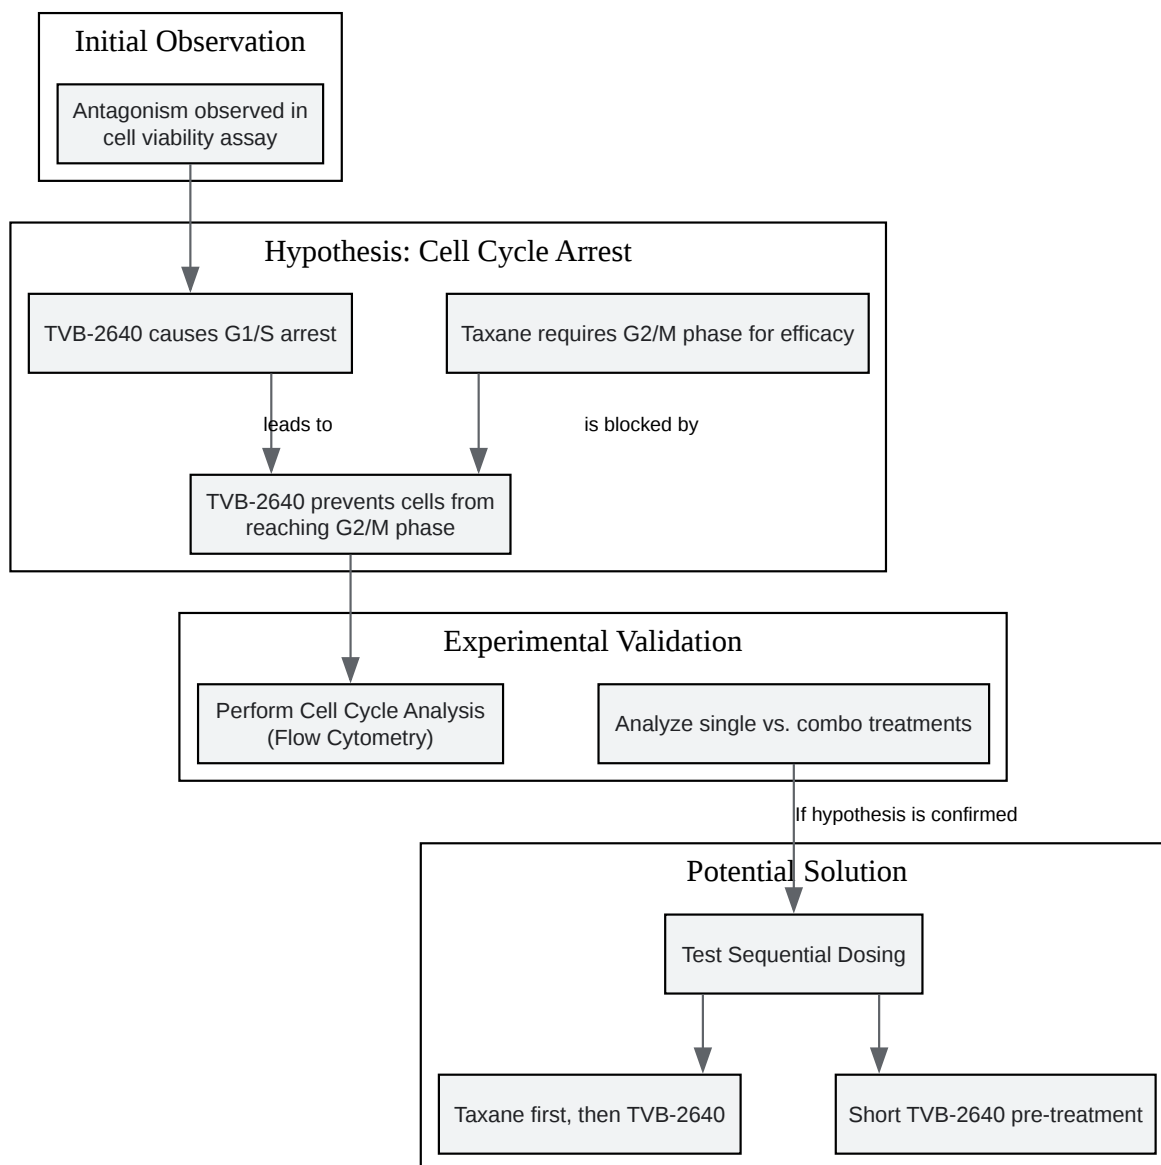 Initial Observation
Antagonism observed in
cell viability assay
Hypothesis: Cell Cycle Arrest
TVB-2640 causes G1/S arrest
Taxane requires G2/M phase for efficacy
leads to
is blocked by
TVB-2640 prevents cells from
reaching G2/M phase
Experimental Validation
Perform Cell Cycle Analysis
(Flow Cytometry)
Analyze single vs. combo treatments
If hypothesis is confirmed
Potential Solution
Test Sequential Dosing
Taxane first, then TVB-2640
Short TVB-2640 pre-treatment